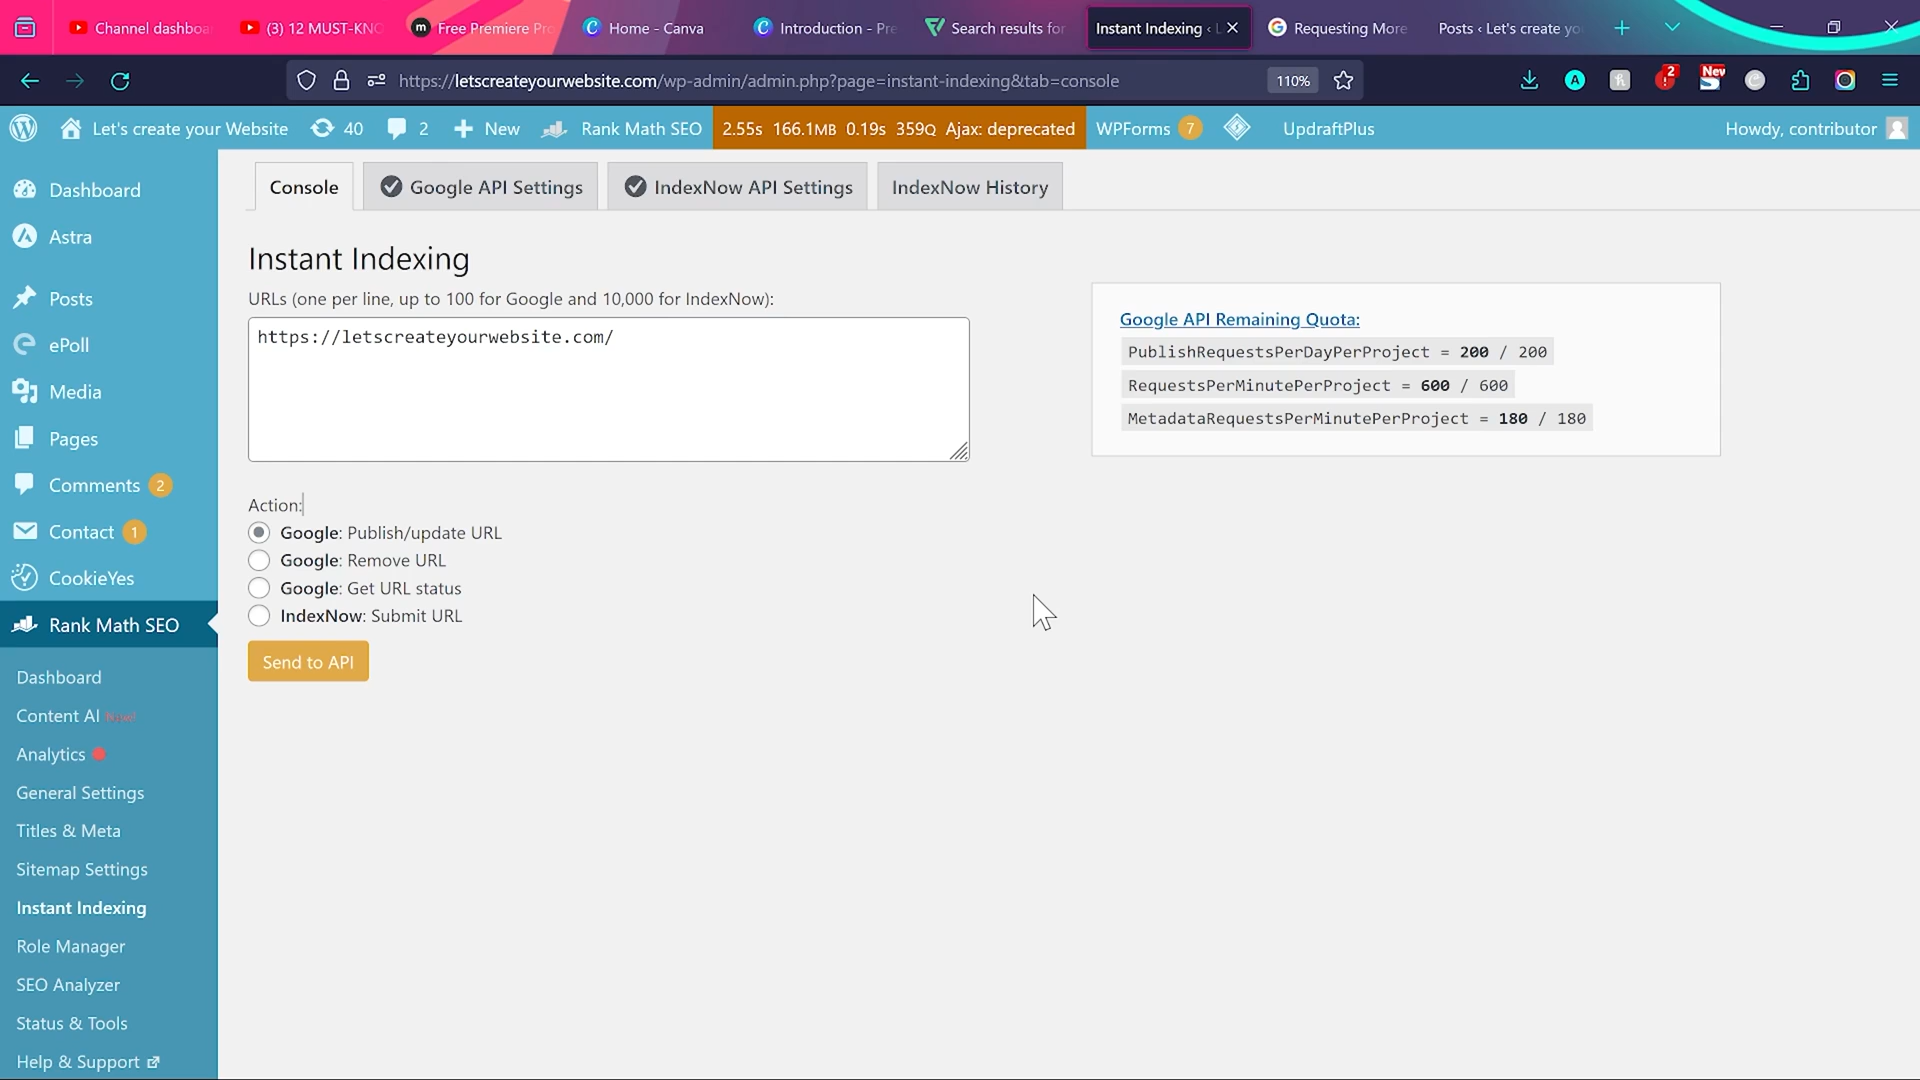 Channel dashboa
(3) 12 MUST-KNO
Free Premiere Pro
Home - Canva
Introduction - Pre
Search results for
Instant Indexing ‹ L
Requesting More
Posts ‹ Let's create yo
https://letscreateyourwebsite.com/wp-admin/admin.php?page=instant-indexing&tab=console
110%
2
New
Let's create your Website
40
2
New
Rank Math SEO
2.55s 166.1MB 0.19s 359Q Ajax: deprecated
WPForms 7
UpdraftPlus
Howdy, contributor
Dashboard
Astra
Posts
ePoll
Media
Pages
Comments 2
Contact 1
CookieYes
Rank Math SEO
Dashboard
Content AI New!
Analytics
General Settings
Titles & Meta
Sitemap Settings
Instant Indexing
Role Manager
SEO Analyzer
Status & Tools
Help & Support
Console
Google API Settings
IndexNow API Settings
IndexNow History
Instant Indexing
URLs (one per line, up to 100 for Google and 10,000 for IndexNow):
https://letscreateyourwebsite.com/
Action:
Google: Publish/update URL
Google: Remove URL
Google: Get URL status
IndexNow: Submit URL
Send to API
Google API Remaining Quota:
PublishRequestsPerDayPerProject = 200 / 200
RequestsPerMinutePerProject = 600 / 600
MetadataRequestsPerMinutePerProject = 180 / 180